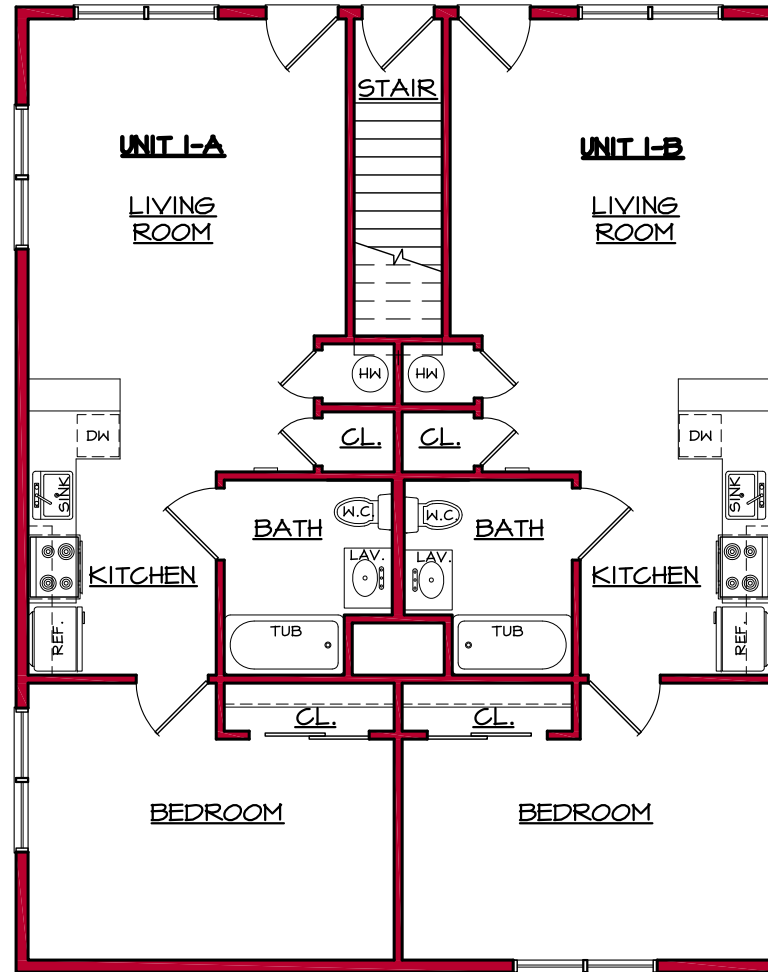 STAIR
UNIT 1-A
UNIT 1-B
LIVING
ROOM
LIVING
ROOM
HW
HW
DW
CL.
CL.
DW
SINK
SINK
W.C.
W.C.
BATH
BATH
LAV.
LAV.
KITCHEN
KITCHEN
REF.
TUB
TUB
REF.
CL.
CL.
BEDROOM
BEDROOM